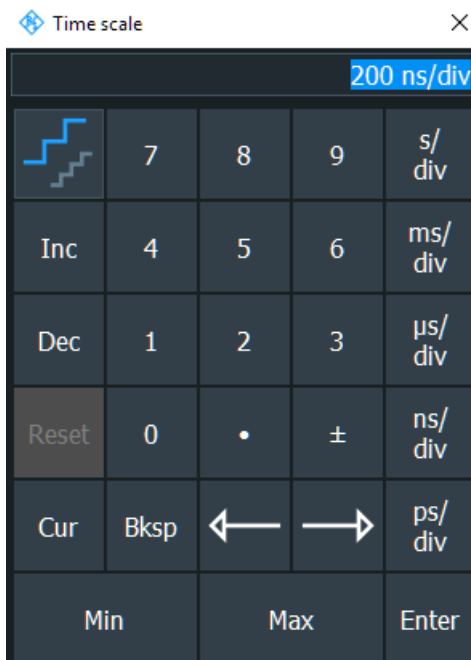 Time scale
200 ns/div
7 8 9 s/
div
Inc 4 5 6 ms/
div
Dec 1 2 3 µs/
div
Reset 0 • ± ns/
div
Cur Bksp ps/
div
Min Max Enter